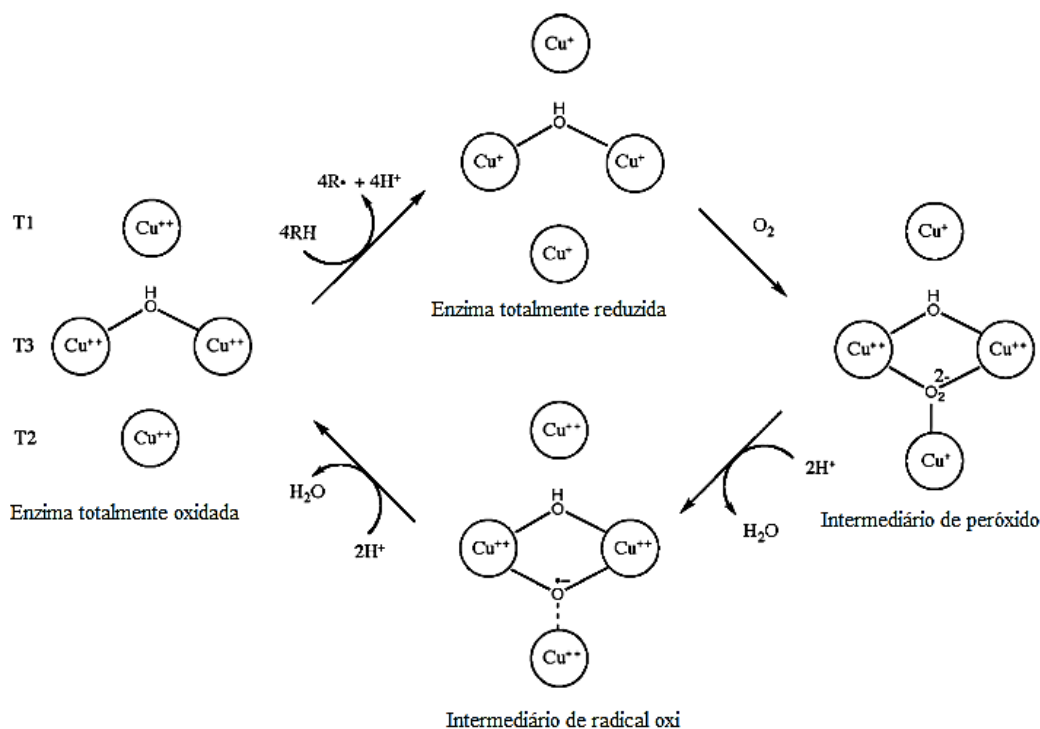 Cu⁺
H
O
Cu⁺
Cu⁺
Cu⁺
Enzima totalmente reduzida
4R• + 4H⁺
4RH
O₂
T1
Cu⁺⁺
H
O
T3
Cu⁺⁺
Cu⁺⁺
T2
Cu⁺⁺
Enzima totalmente oxidada
Cu⁺
H
O
Cu⁺⁺
Cu⁺⁺
O₂²⁻
Cu⁺
Intermediário de peróxido
2H⁺
H₂O
Cu⁺⁺
H
O
Cu⁺⁺
Cu⁺⁺
O•–
Cu⁺⁺
Intermediário de radical oxi
H₂O
2H⁺